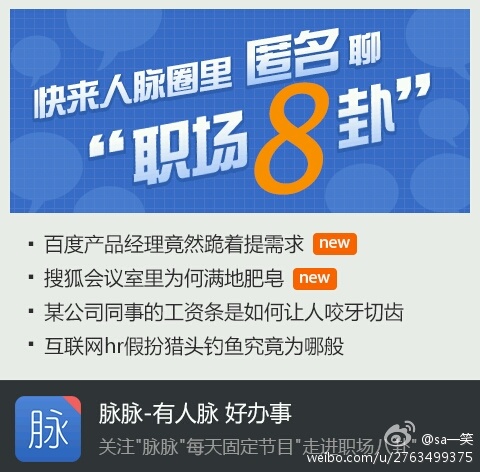 快来人脉圈里 匿名 聊
“职场8卦”
· 百度产品经理竟然跪着提需求 new
· 搜狐会议室里为何满地肥皂 new
· 某公司同事的工资条是如何让人咬牙切齿
· 互联网hr假扮猎头钓鱼究竟为哪般
脉
脉脉-有人脉 好办事
关注"脉脉"每天固定节目"走进职场八卦"
@sa一笑
weibo.com/u/2763499375